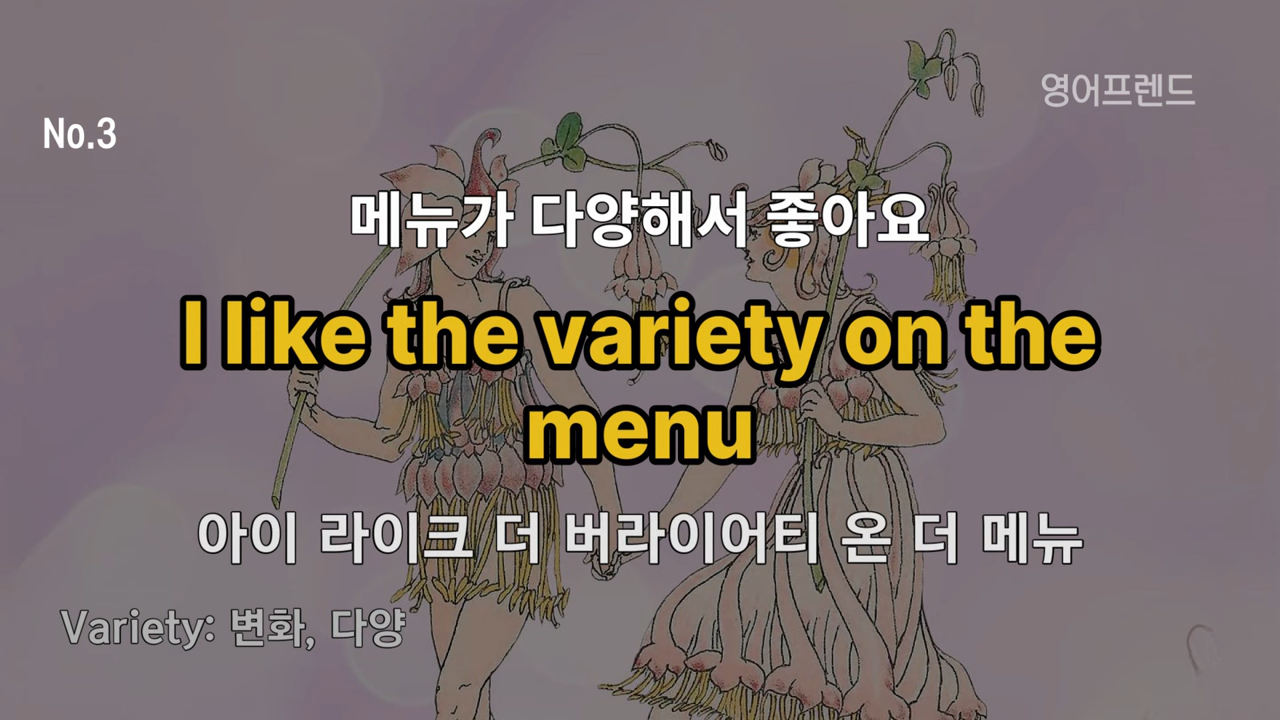 영어프렌드
No.3
메뉴가 다양해서 좋아요
I like the variety on the
menu
아이 라이크 더 버라이어티 온 더 메뉴
Variety: 변화, 다양